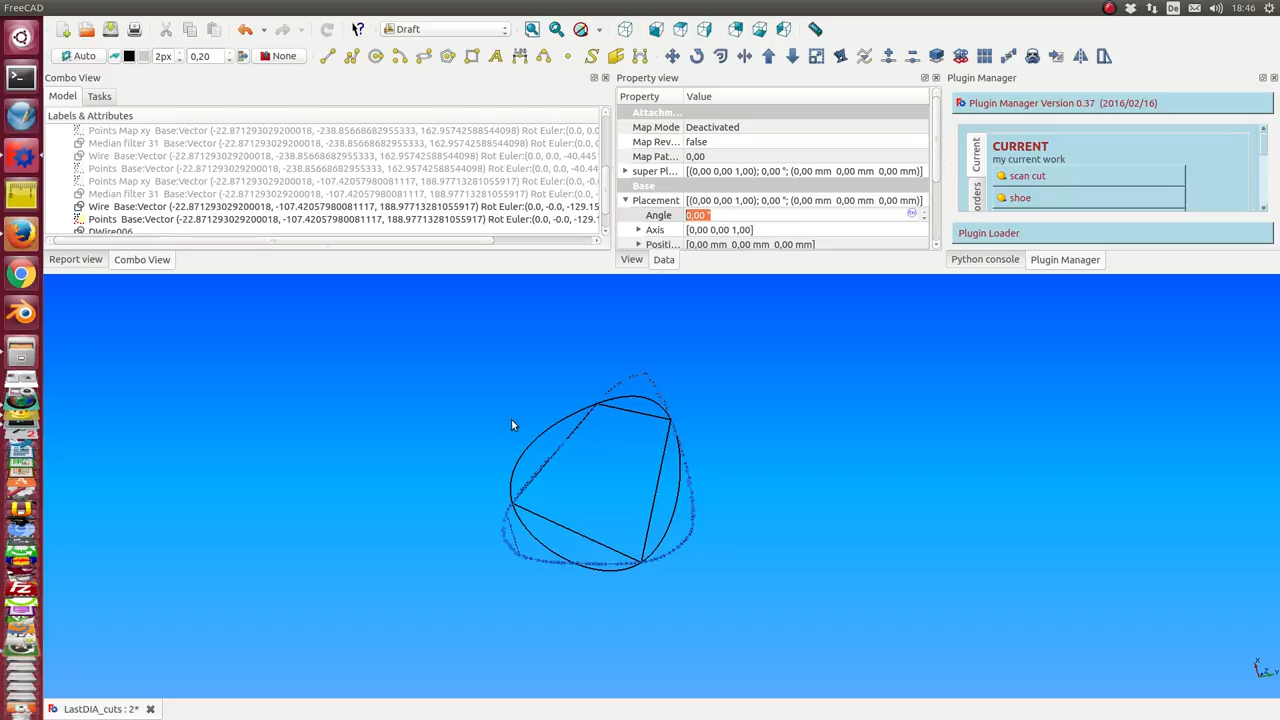 FreeCAD
De
18:46
Draft
Auto
2px
0,20
None
Combo View
Property view
Plugin Manager
Model
Tasks
Labels & Attributes
Points Map xy Base:Vector (-22.871293029200018, -238.85668682955333, 162.95742588544098) Rot Euler:(0.0, 0.0
Median filter 31 Base:Vector (-22.871293029200018, -238.85668682955333, 162.95742588544098) Rot Euler:(0.0,
Wire Base:Vector (-22.871293029200018, -238.85668682955333, 162.95742588544098) Rot Euler:(0.0, 0.0, -40.445
Points Base:Vector (-22.871293029200018, -238.85668682955333, 162.95742588544098) Rot Euler:(0.0, 0.0, -40.4
Points Map xy Base:Vector (-22.871293029200018, -107.42057980081117, 188.97713281055917) Rot Euler:(0.0, -0
Median filter 31 Base:Vector (-22.871293029200018, -107.42057980081117, 188.97713281055917) Rot Euler:(0.0,
Wire Base:Vector (-22.871293029200018, -107.42057980081117, 188.97713281055917) Rot Euler:(0.0, -0.0, -129.15
Points Base:Vector (-22.871293029200018, -107.42057980081117, 188.97713281055917) Rot Euler:(0.0, -0.0, -129.1
DWire006
Report view
Combo View
Property
Value
Attachm...
Map Mode
Deactivated
Map Rev...
false
Map Pat...
0,00
super Pl...
[(0,00 0,00 1,00); 0,00 °; (0,00 mm 0,00 mm 0,00 mm)]
Base
Placement
[(0,00 0,00 1,00); 0,00 °; (0,00 mm 0,00 mm 0,00 mm)]
Angle
0,00 °
Axis
[0,00 0,00 1,00]
Positi...
[0,00 mm 0,00 mm 0,00 mm]
View
Data
Plugin Manager Version 0.37 (2016/02/16)
Current
orders
CURRENT
my current work
scan cut
shoe
Plugin Loader
Python console
Plugin Manager
LastDIA_cuts : 2*